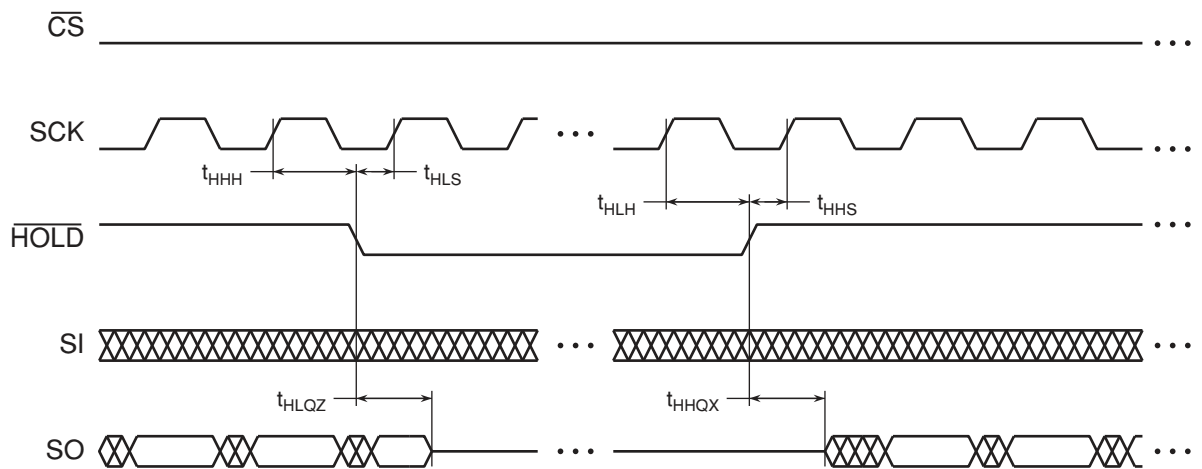 CS
SCK
tHHH
tHLS
tHLH
tHHS
HOLD
SI
tHLQZ
tHHQX
SO